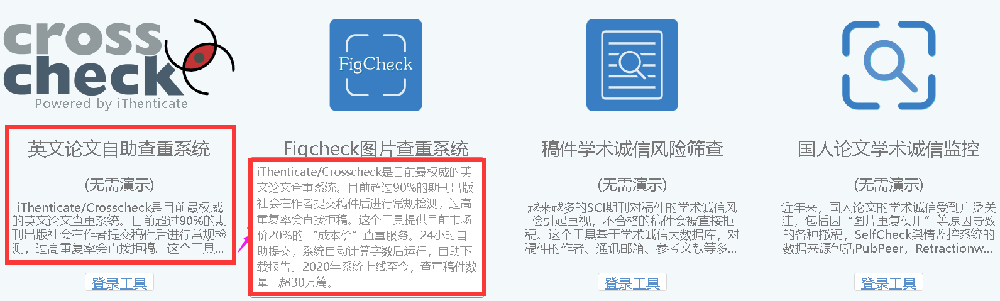 cross
check
Powered by iThenticate
英文论文自助查重系统
(无需演示)
iThenticate/Crosscheck是目前最权威
的英文论文查重系统。目前超过90%的期
刊出版社会在作者提交稿件后进行常规检
测，过高重复率会直接拒稿。这个工具...
登录工具
FigCheck
Figcheck图片查重系统
iThenticate/Crosscheck是目前最权威的英
文论文查重系统。目前超过90%的期刊出版
社会在作者提交稿件后进行常规检测，过高
重复率会直接拒稿。这个工具提供目前市场
价20%的 “成本价”查重服务。24小时自
助提交，系统自动计算字数后运行，自助下
载报告。2020年系统上线至今，查重稿件数
量已超30万篇。
稿件学术诚信风险筛查
(无需演示)
越来越多的SCI期刊对稿件的学术诚信风
险引起重视，不合格的稿件会被直接拒
稿。这个工具基于学术诚信大数据库，对
稿件的作者、通讯邮箱、参考文献等多...
登录工具
国人论文学术诚信监控
(无需演示)
近年来，国人论文的学术诚信受到广泛关
注，包括因“图片重复使用”等原因导致
的各种撤稿，SelfCheck舆情监控系统的
数据来源包括PubPeer，Retractionw...
登录工具